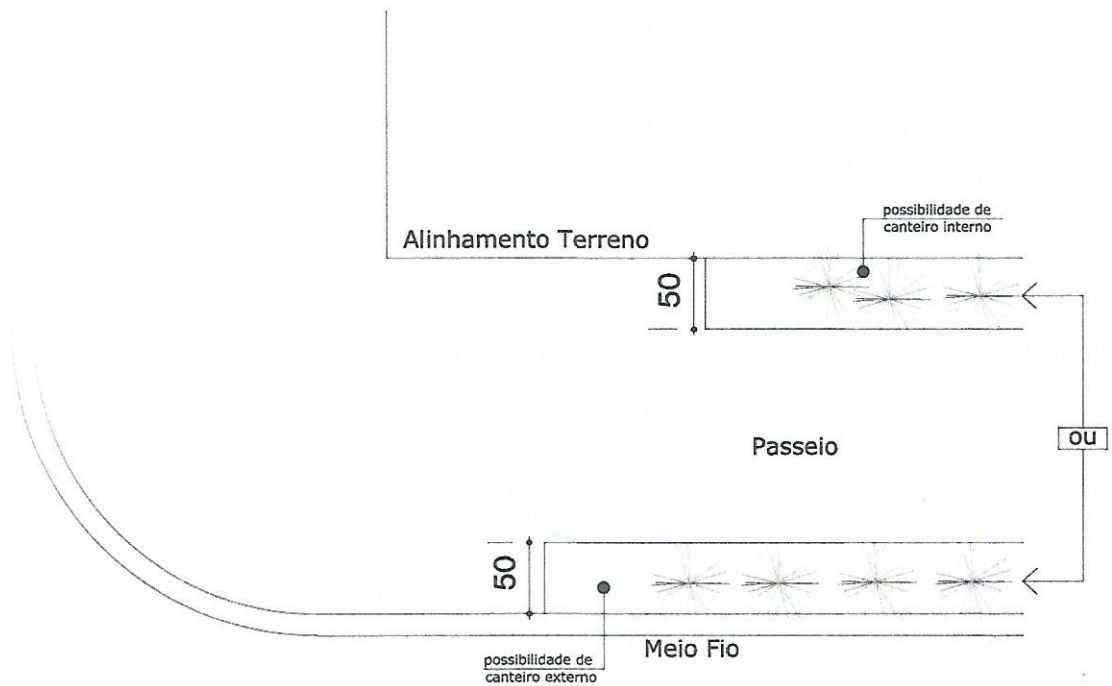 possibilidade de
canteiro interno
Alinhamento Terreno
50
ou
Passeio
50
Meio Fio
possibilidade de
canteiro externo